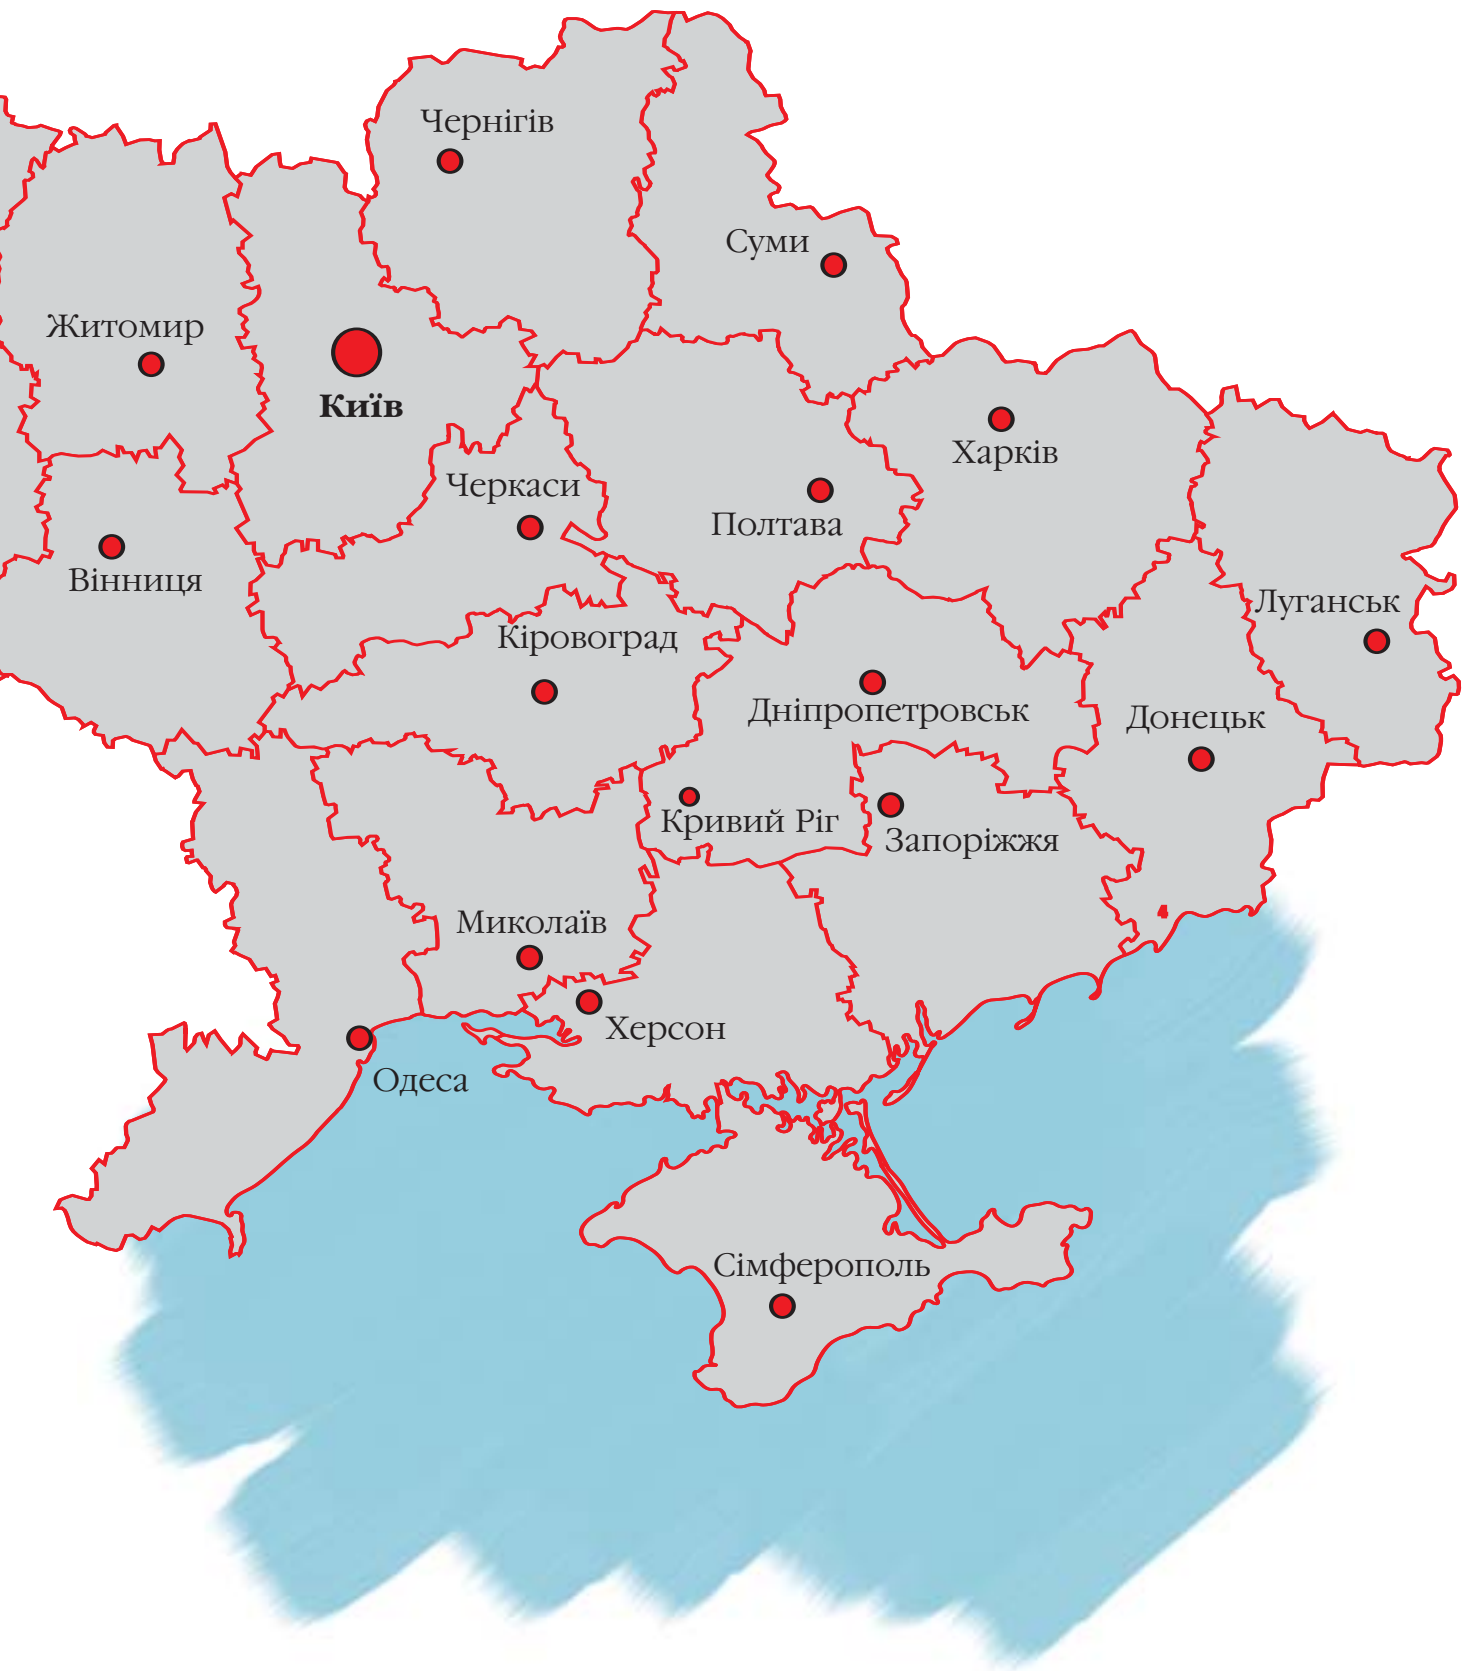 Чернігів
Суми
Житомир
Київ
Харків
Черкаси
Полтава
Вінниця
Луганськ
Кіровоград
Дніпропетровськ
Донецьк
Кривий Ріг
Запоріжжя
4
Миколаїв
Херсон
Одеса
Сімферополь